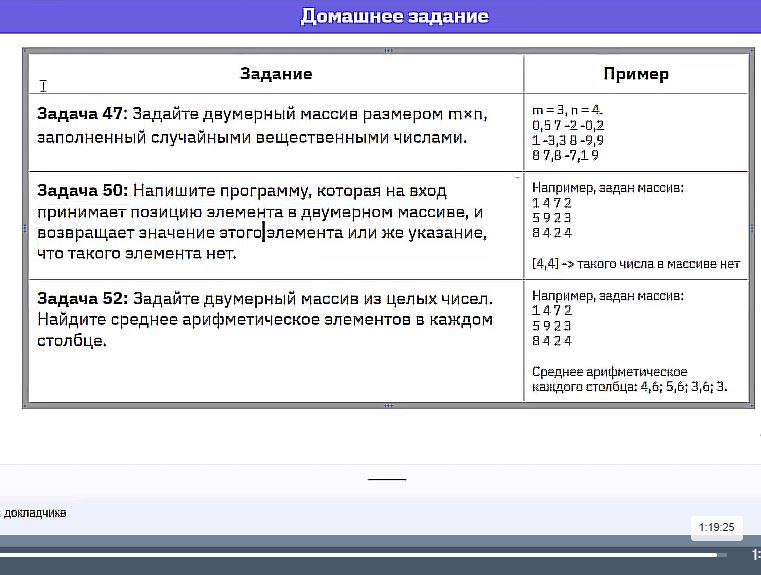 Домашнее задание
Задание
Пример
Задача 47: Задайте двумерный массив размером m×n,
заполненный случайными вещественными числами.
m = 3, n = 4.
0,5 7 -2 -0,2
1 -3,3 8 -9,9
8 7,8 -7,1 9
Задача 50: Напишите программу, которая на вход
принимает позицию элемента в двумерном массиве, и
возвращает значение этого элемента или же указание,
что такого элемента нет.
Например, задан массив:
1 4 7 2
5 9 2 3
8 4 2 4
[4,4] -> такого числа в массиве нет
Задача 52: Задайте двумерный массив из целых чисел.
Найдите среднее арифметическое элементов в каждом
столбце.
Например, задан массив:
1 4 7 2
5 9 2 3
8 4 2 4
Среднее арифметическое
каждого столбца: 4,6; 5,6; 3,6; 3.
докладчика
1:19:25